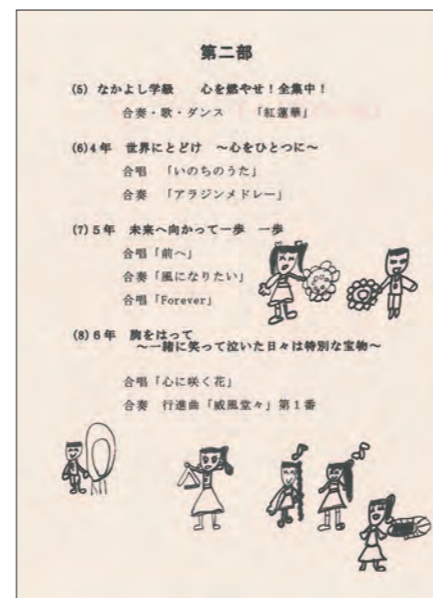 第二部
(5) なかよし学級　　心を燃やせ！全集中！
合奏・歌・ダンス　　「紅蓮華」
(6)4年　世界にとどけ　～心をひとつに～
合唱　「いのちのうた」
合奏　「アラジンメドレー」
(7)5年　未来へ向かって一歩　一歩
合唱「前へ」
合奏「風になりたい」
合唱「Forever」
(8)6年　胸をはって
～一緒に笑って泣いた日々は特別な宝物～
合唱「心に咲く花」
合奏　行進曲「威風堂々」第1番